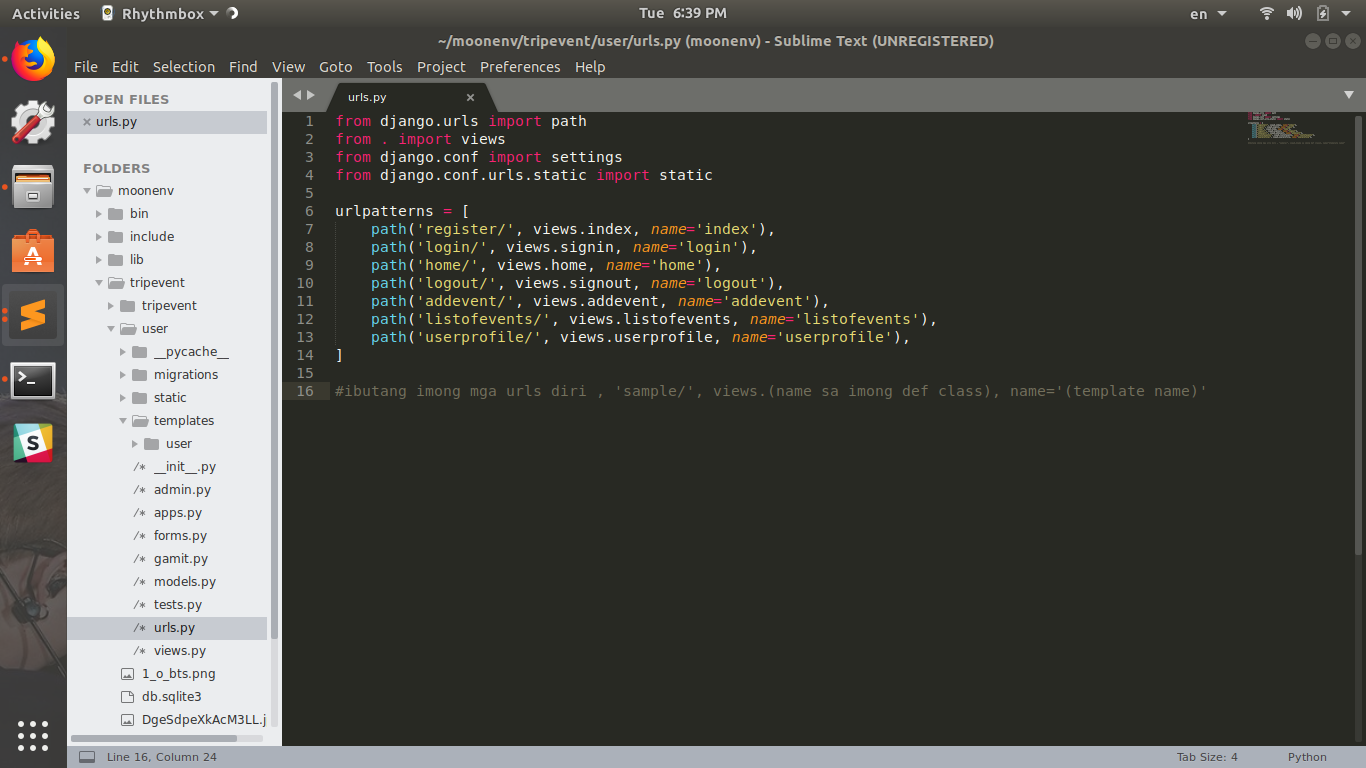 Activities
Rhythmbox
Tue 6:39 PM
en
~/moonenv/tripevent/user/urls.py (moonenv) - Sublime Text (UNREGISTERED)
File Edit Selection Find View Goto Tools Project Preferences Help
OPEN FILES
urls.py
FOLDERS
moonenv
bin
include
lib
tripevent
tripevent
user
__pycache__
migrations
static
templates
user
/* __init__.py
/* admin.py
/* apps.py
/* forms.py
/* gamit.py
/* models.py
/* tests.py
/* urls.py
/* views.py
1_o_bts.png
db.sqlite3
DgeSdpeXkAcM3LL.j
urls.py
1 from django.urls import path
2 from . import views
3 from django.conf import settings
4 from django.conf.urls.static import static
5
6 urlpatterns = [
7 path('register/', views.index, name='index'),
8 path('login/', views.signin, name='login'),
9 path('home/', views.home, name='home'),
10 path('logout/', views.signout, name='logout'),
11 path('addevent/', views.addevent, name='addevent'),
12 path('listofevents/', views.listofevents, name='listofevents'),
13 path('userprofile/', views.userprofile, name='userprofile'),
14 ]
15
16 #ibutang imong mga urls diri , 'sample/', views.(name sa imong def class), name='(template name)'
Line 16, Column 24
Tab Size: 4
Python